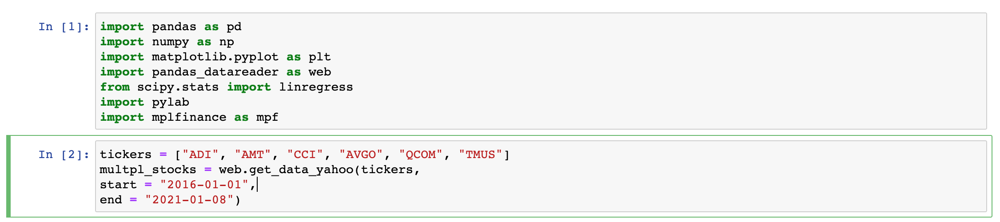 In [1]: import pandas as pd
import numpy as np
import matplotlib.pyplot as plt
import pandas_datareader as web
from scipy.stats import linregress
import pylab
import mplfinance as mpf
In [2]: tickers = ["ADI", "AMT", "CCI", "AVGO", "QCOM", "TMUS"]
multpl_stocks = web.get_data_yahoo(tickers,
start = "2016-01-01",
end = "2021-01-08")